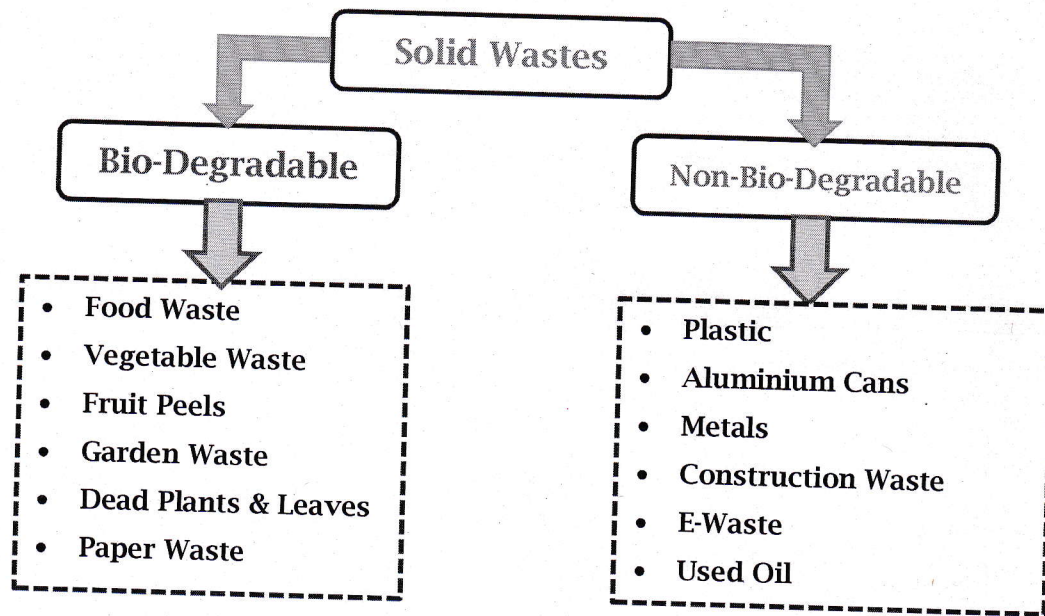 Solid Wastes
Bio-Degradable
Non-Bio-Degradable
• Food Waste
• Vegetable Waste
• Fruit Peels
• Garden Waste
• Dead Plants & Leaves
• Paper Waste
• Plastic
• Aluminium Cans
• Metals
• Construction Waste
• E-Waste
• Used Oil